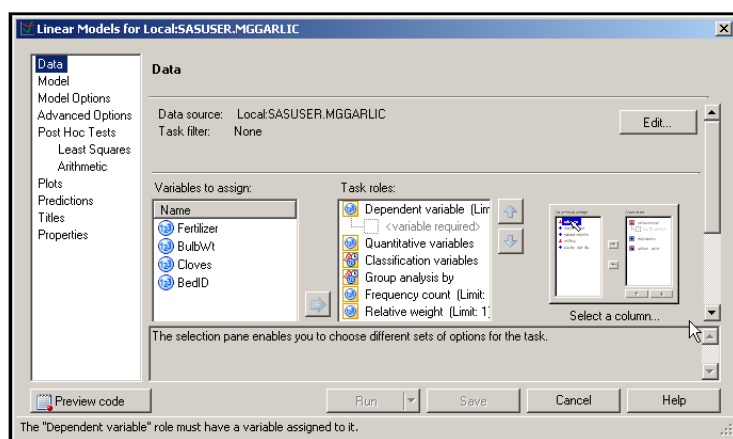 Linear Models for Local:SASUSER.MGGARLIC
Data
Model
Model Options
Advanced Options
Post Hoc Tests
Least Squares
Arithmetic
Plots
Predictions
Titles
Properties
Data
Data source: Local:SASUSER.MGGARLIC
Task filter: None
Edit...
Variables to assign:
Name
Fertilizer
BulbWt
Cloves
BedID
Task roles:
Dependent variable (Lim
<variable required>
Quantitative variables
Classification variables
Group analysis by
Frequency count (Limit:
Relative weight (Limit: 1)
Select a column...
The selection pane enables you to choose different sets of options for the task.
Preview code
Run
Save
Cancel
Help
The "Dependent variable" role must have a variable assigned to it.